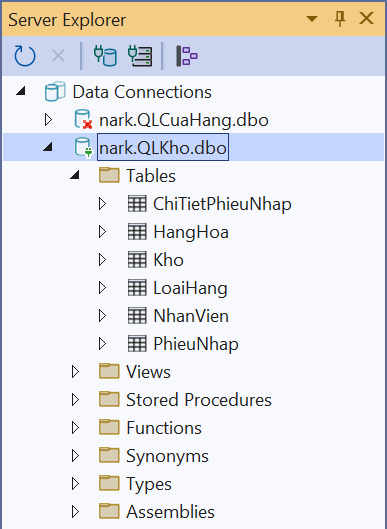 Server Explorer
Data Connections
nark.QLCuaHang.dbo
nark.QLKho.dbo
Tables
ChiTietPhieuNhap
HangHoa
Kho
LoaiHang
NhanVien
PhieuNhap
Views
Stored Procedures
Functions
Synonyms
Types
Assemblies